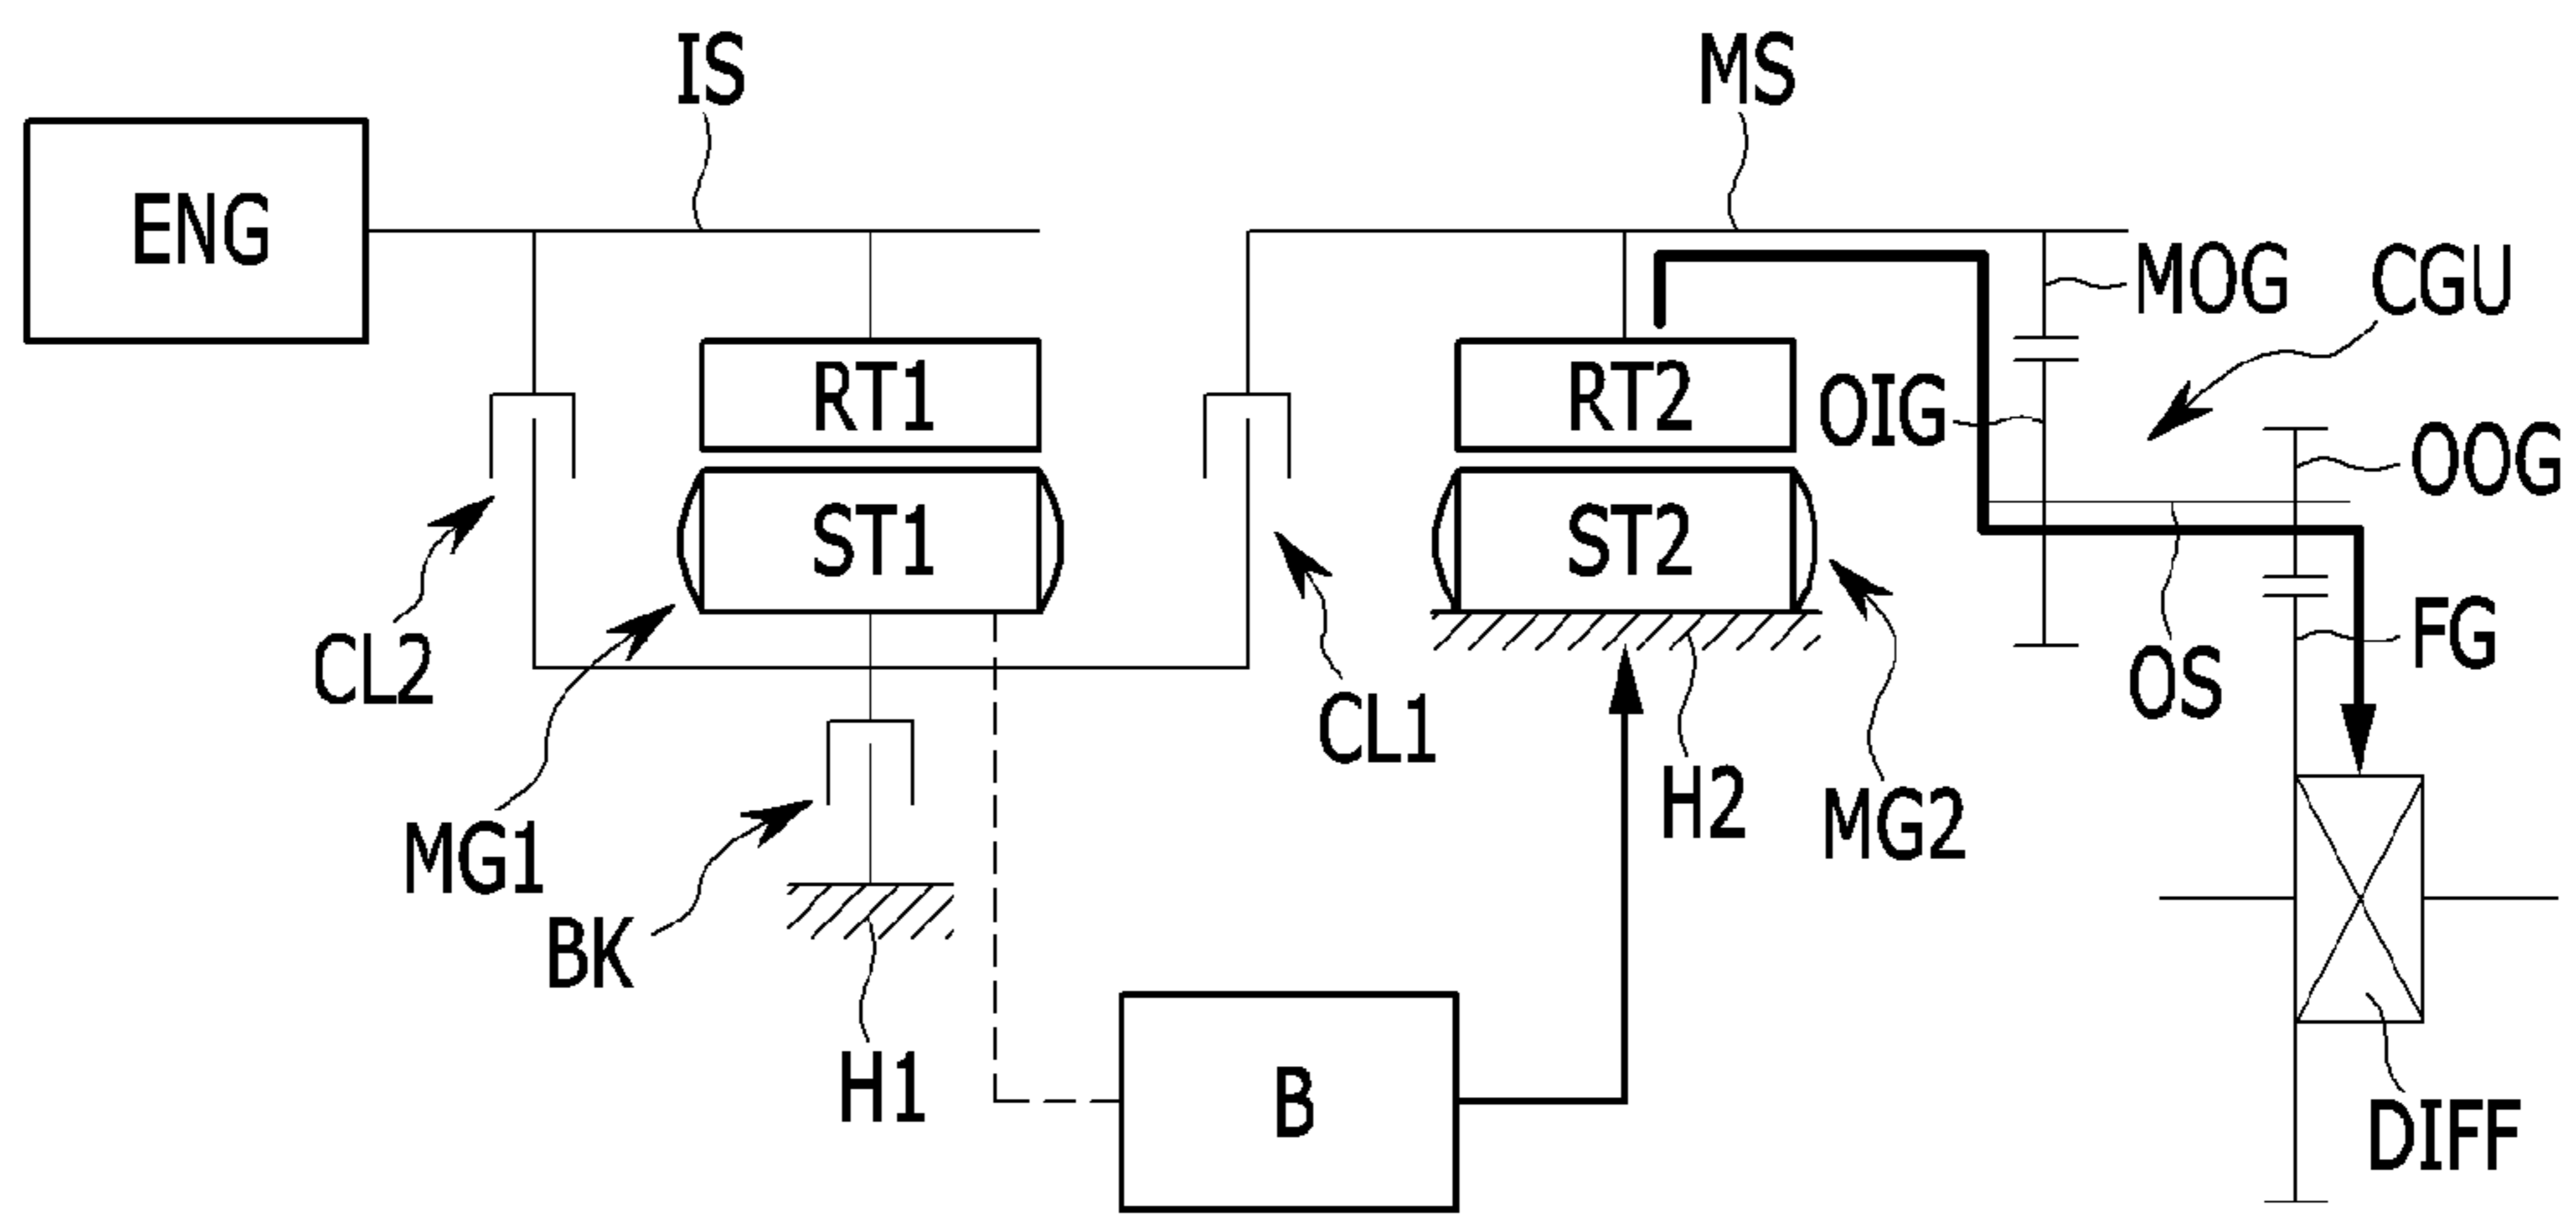 IS
MS
ENG
MOG
CGU
RT1
RT2
OIG
OOG
ST1
ST2
CL2
FG
OS
CL1
MG1
H2
MG2
BK
H1
B
DIFF